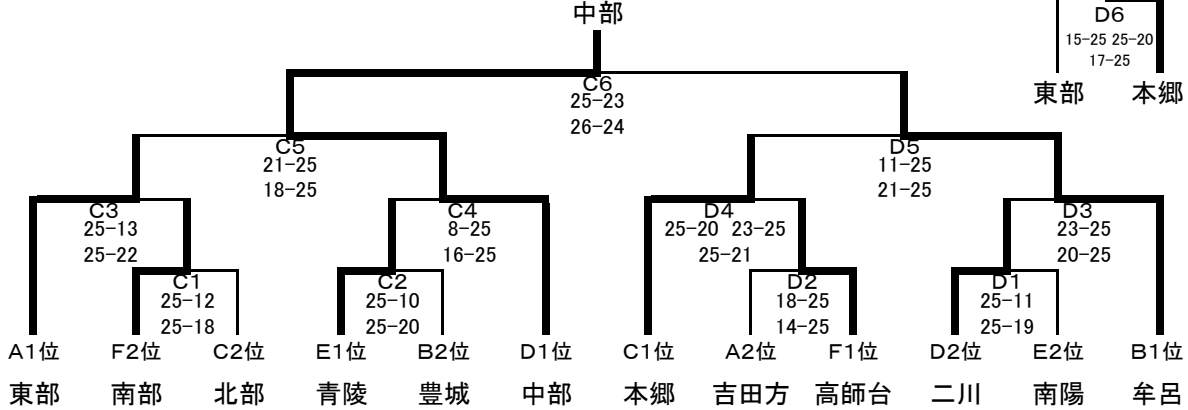 中部
D6
15-25 25-20
17-25
東部 本郷
C6
25-23
26-24
C5
21-25
18-25
D5
11-25
21-25
C3
25-13
25-22
C4
8-25
16-25
D4
25-20 23-25
25-21
D3
23-25
20-25
C1
25-12
25-18
C2
25-10
25-20
D2
18-25
14-25
D1
25-11
25-19
A1位 F2位 C2位 E1位 B2位 D1位 C1位 A2位 F1位 D2位 E2位 B1位
東部 南部 北部 青陵 豊城 中部 本郷 吉田方 高師台 二川 南陽 牟呂